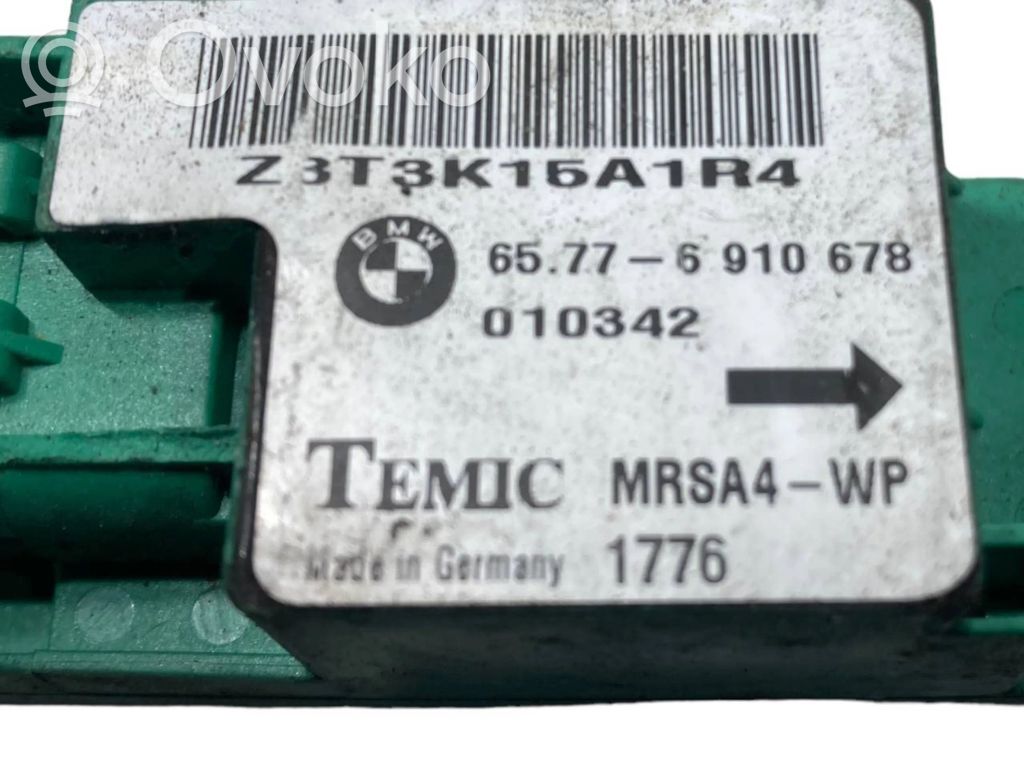 Ovoko
R
Z3T3K15A1R4
BMW
65.77-6 910 678
010342
TEMIC MRSA4-WP
Made in Germany 1776